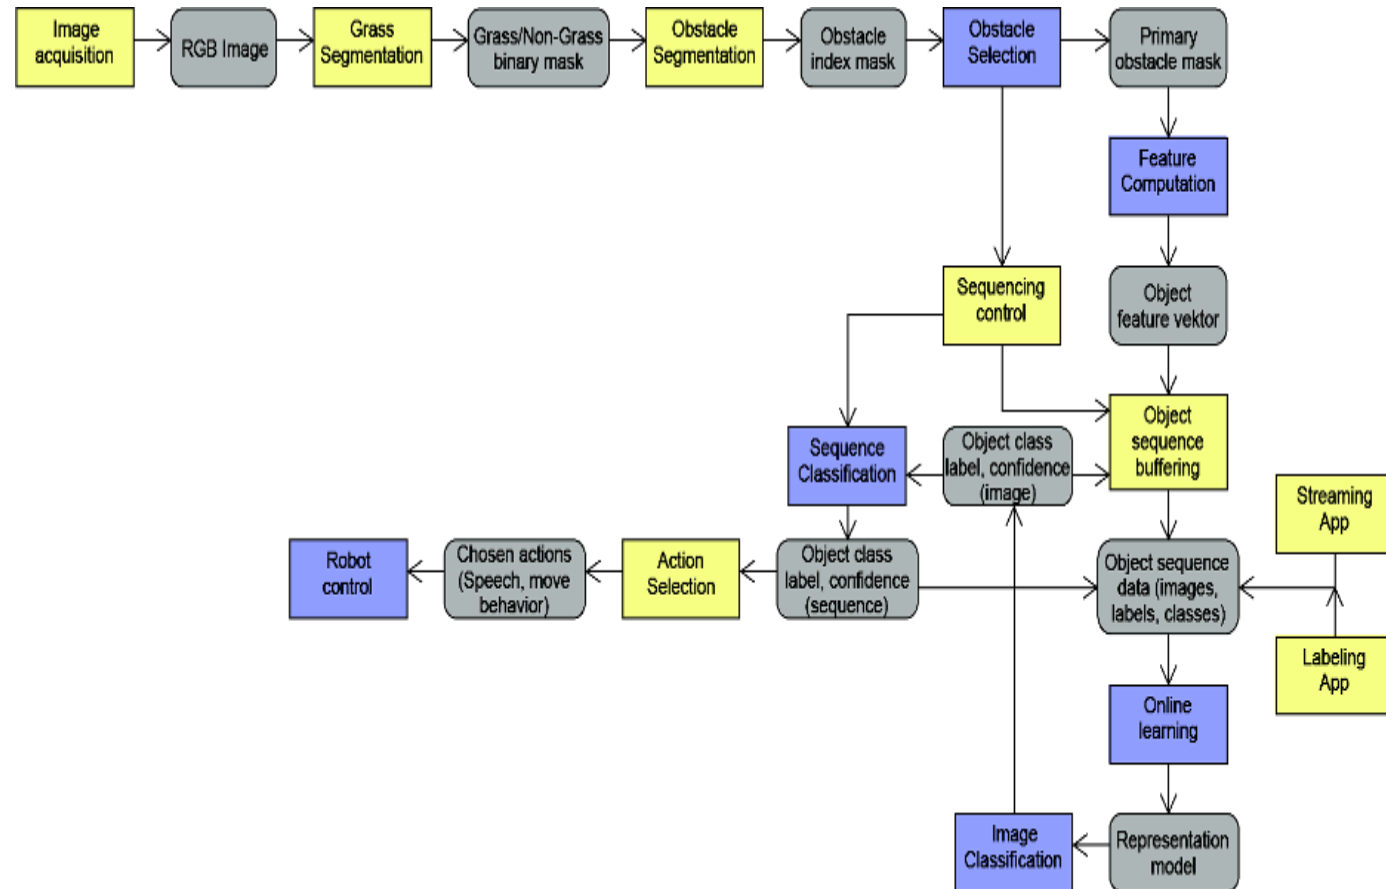 Image
acquisition
RGB Image
Grass
Segmentation
Grass/Non-Grass
binary mask
Obstacle
Segmentation
Obstacle
index mask
Obstacle
Selection
Primary
obstacle mask
Feature
Computation
Sequencing
control
Object
feature vektor
Object
sequence
buffering
Sequence
Classification
Object class
label, confidence
(image)
Streaming
App
Robot
control
Chosen actions
(Speech, move
behavior)
Action
Selection
Object class
label, confidence
(sequence)
Object sequence
data (images,
labels, classes)
Labeling
App
Online
learning
Image
Classification
Representation
model